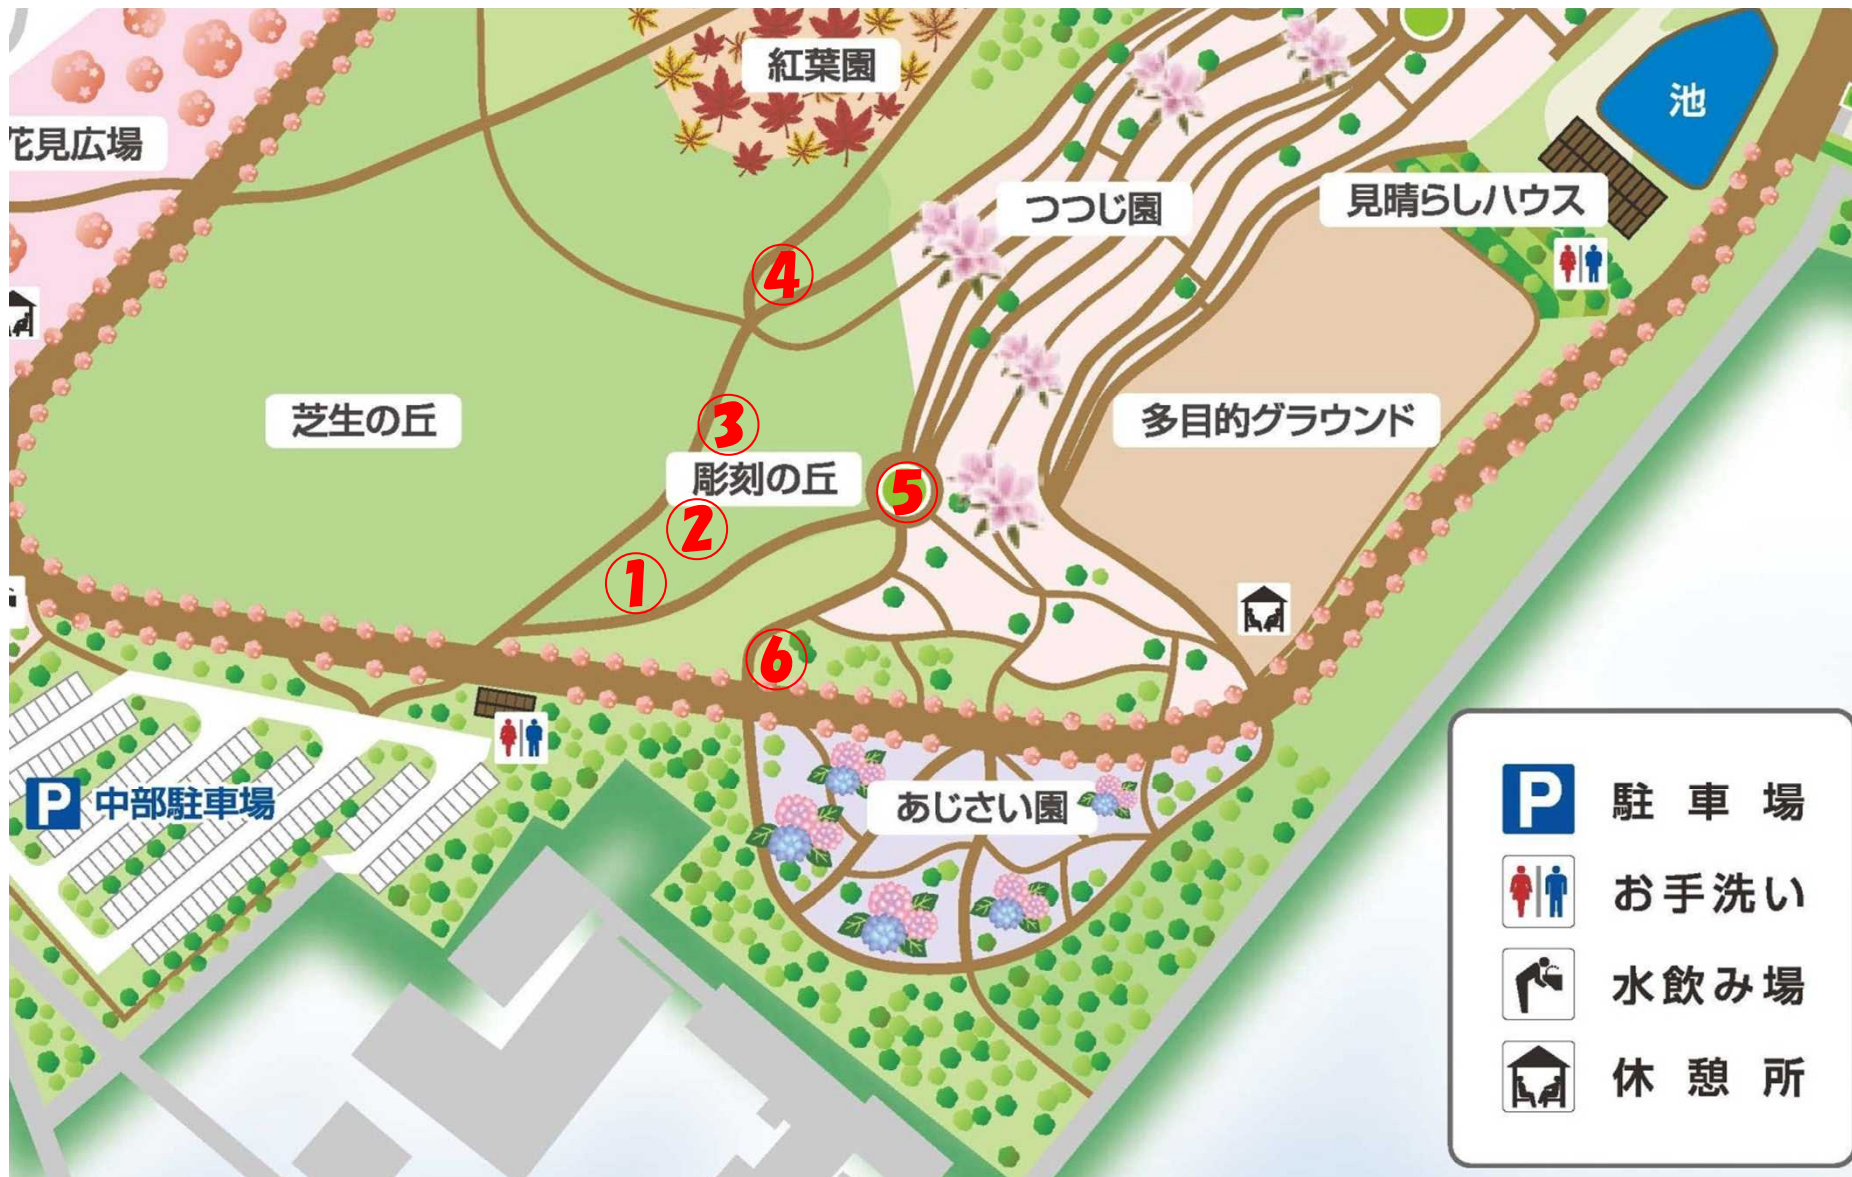 紅葉園
池
花見広場
つつじ園
見晴らしハウス
④
芝生の丘
③
多目的グラウンド
彫刻の丘
⑤
②
①
⑥
P 中部駐車場
あじさい園
P 駐車場
お手洗い
水飲み場
休憩所